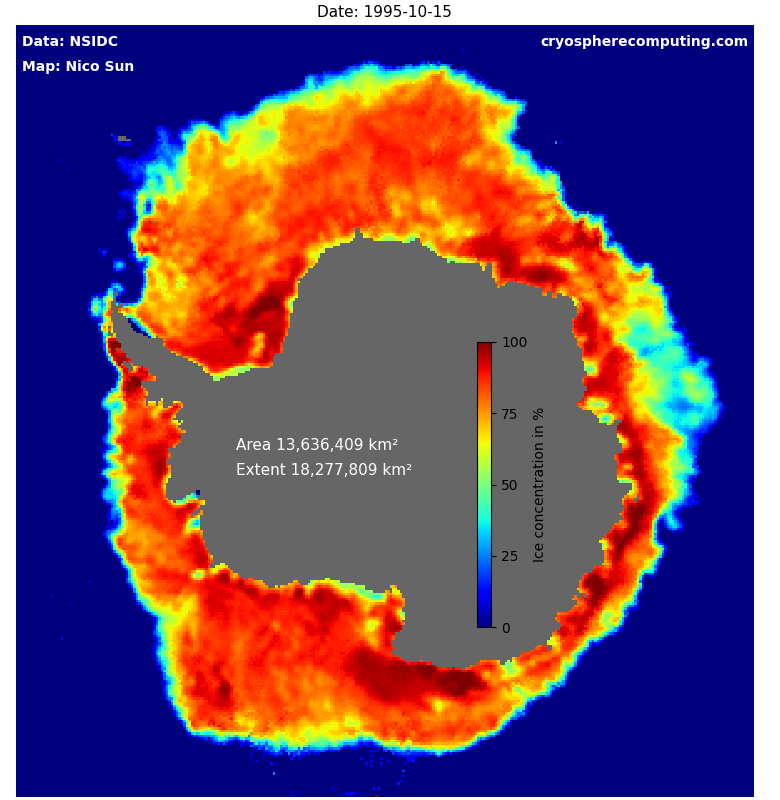 Date: 1995-10-15
Data: NSIDC
cryospherecomputing.com
Map: Nico Sun
100
75
50
25
0
Ice concentration in %
Area 13,636,409 km²
Extent 18,277,809 km²